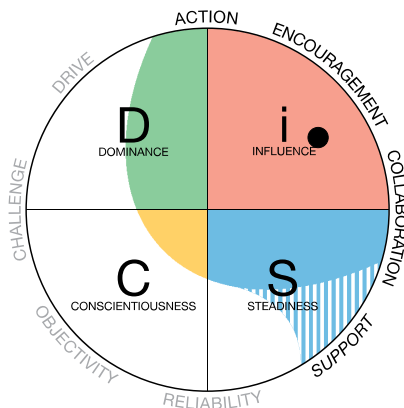 ACTION
ENCOURAGEMENT
DRIVE
D
DOMINANCE
i
INFLUENCE
CHALLENGE
COLLABORATION
C
CONSCIENTIOUSNESS
S
STEADINESS
OBJECTIVITY
SUPPORT
RELIABILITY